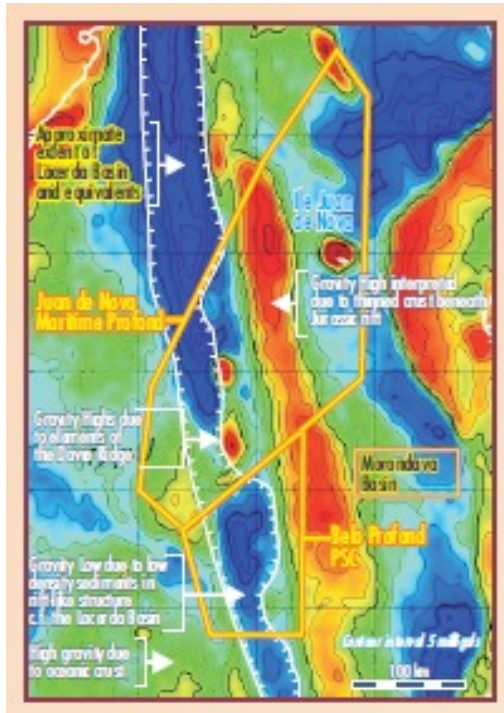 Approximate
extent of
Lacerda Basin
and equivalents
Ile Juan
de Nova
Gravity High interpreted
due to thinned crust beneath
Jurassic rift
Juan de Nova
Maritime Profond
Gravity Highs due
to elements of
the Davie Ridge
Morondava
Basin
Belo Profond
PSC
Gravity Low due to low
density sediments in
rift-like structure
c.f. the Lacerda Basin
High gravity due
to oceanic crust
Contour interval 5 milligals
100 km